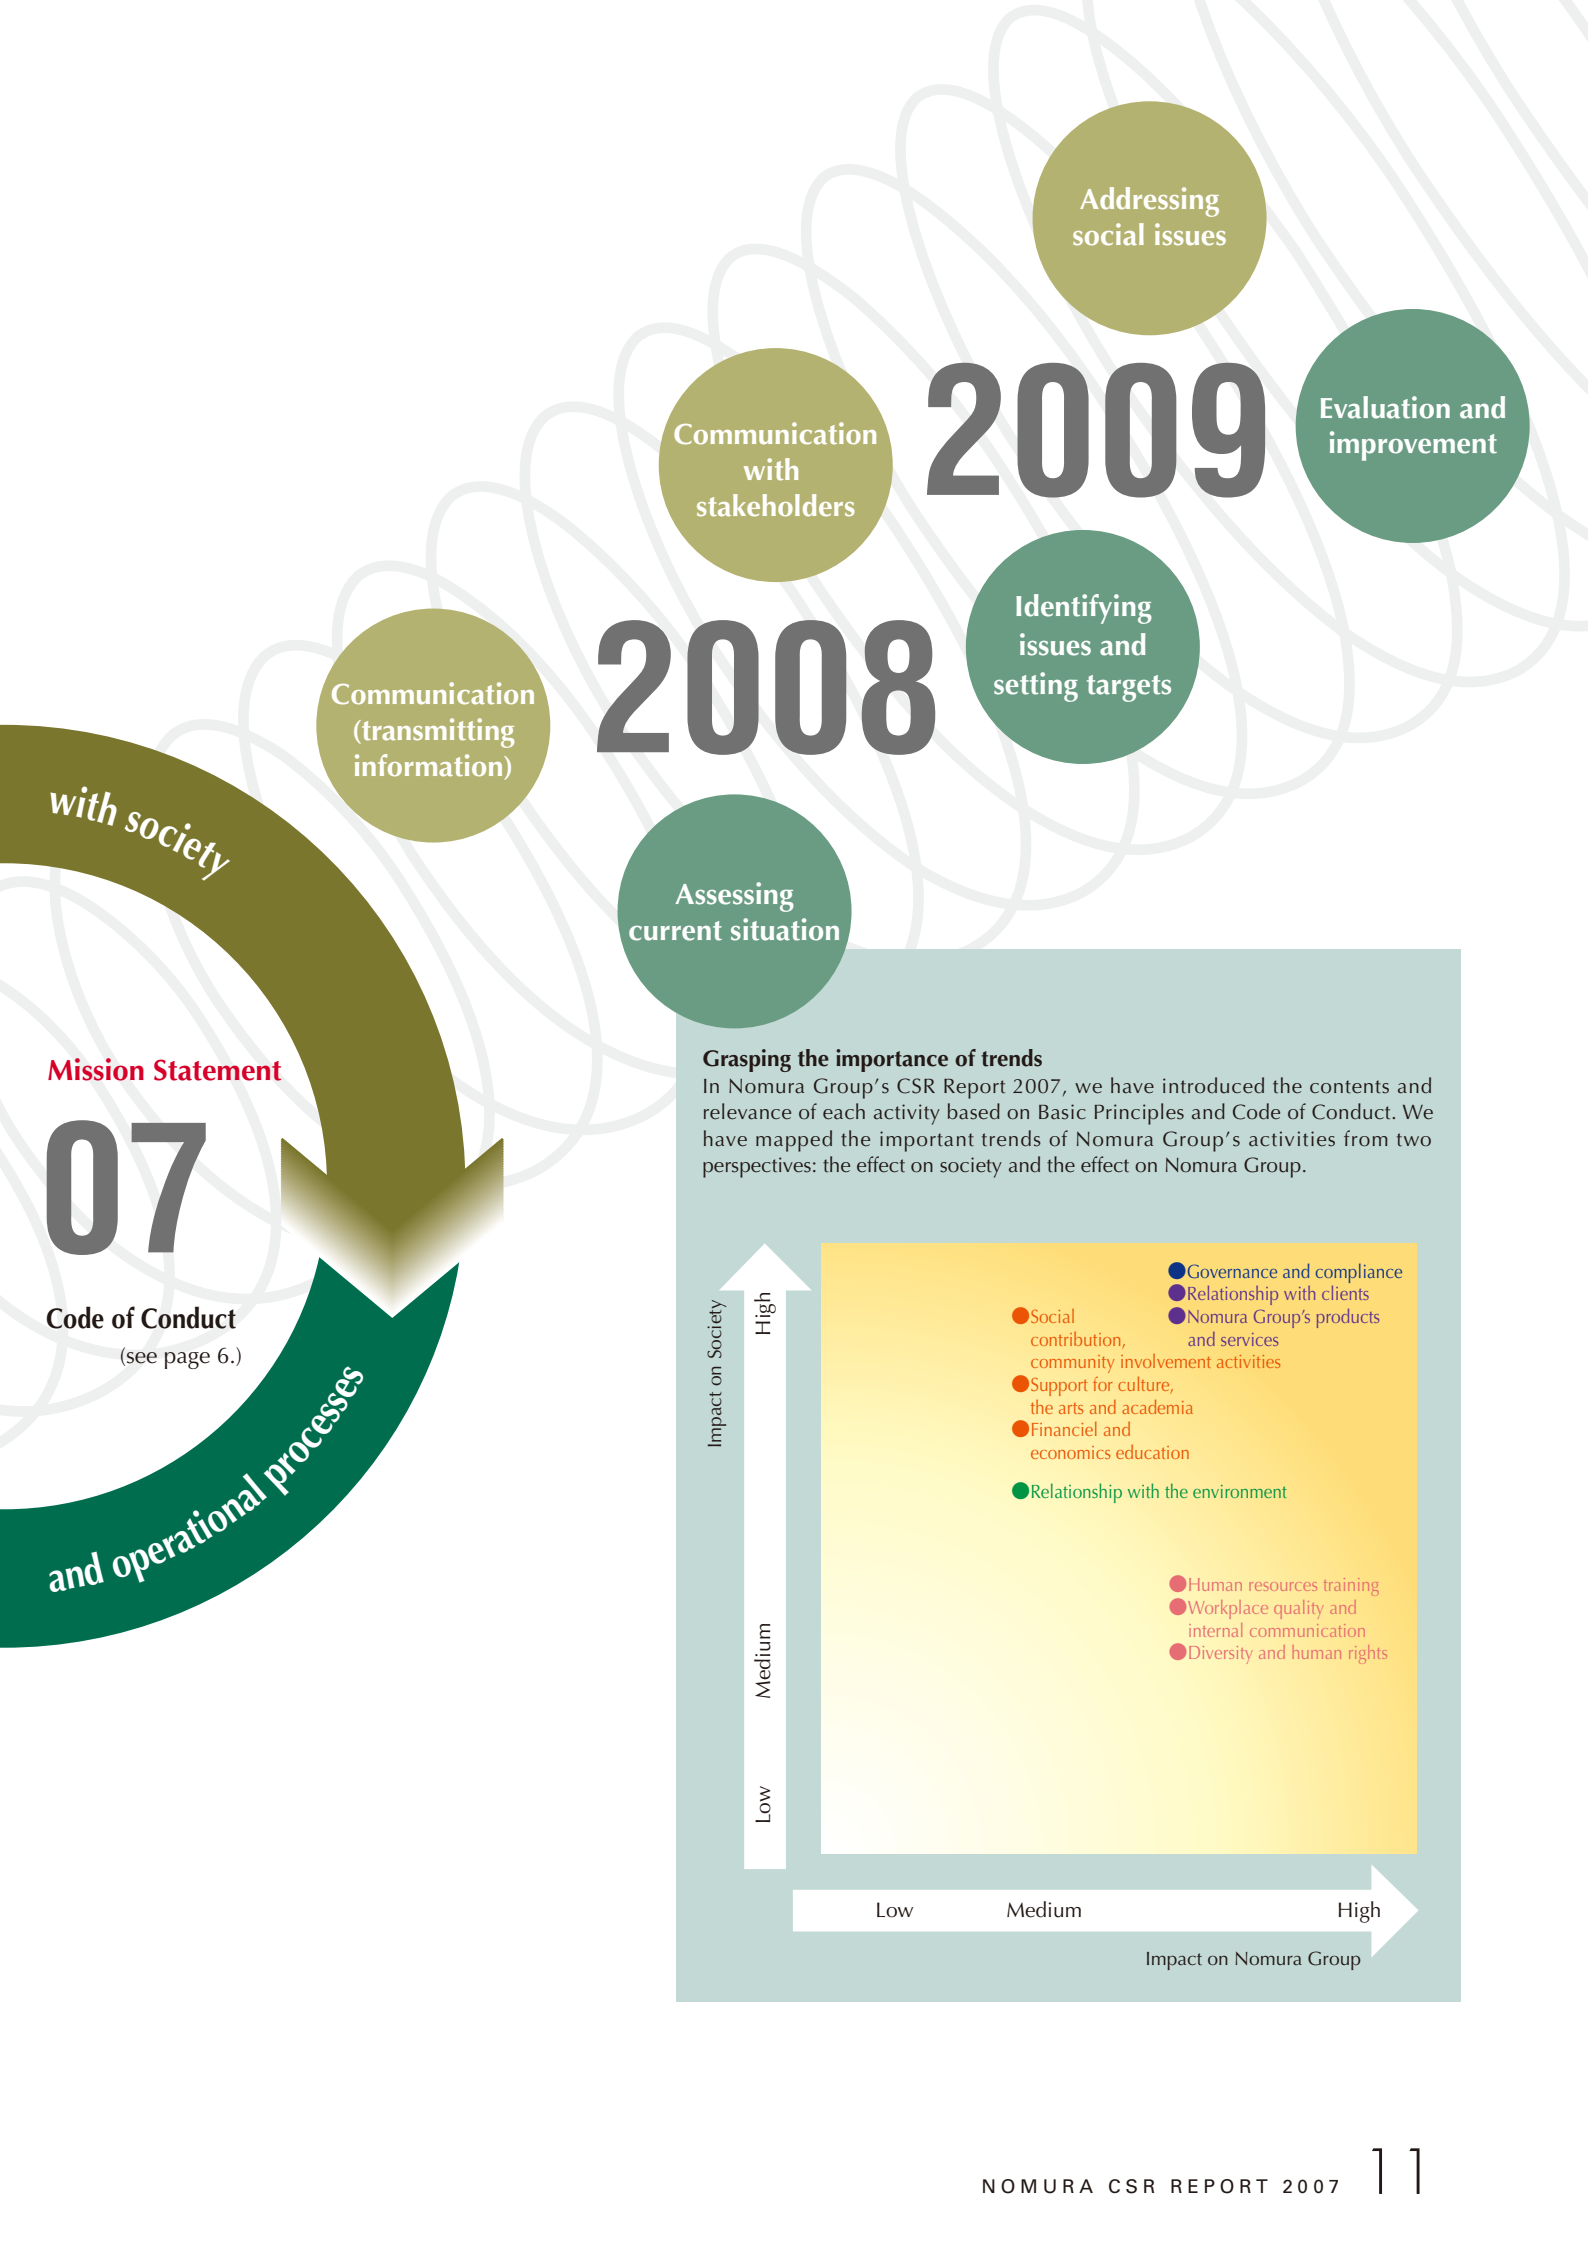 Addressing
social issues
2009
Evaluation and
improvement
Communication
with
stakeholders
Identifying
issues and
setting targets
2008
Communication
(transmitting
information)
Assessing
current situation
with society
Mission Statement
07
Code of Conduct
(see page 6.)
and operational processes
Grasping the importance of trends
In Nomura Group's CSR Report 2007, we have introduced the contents and
relevance of each activity based on Basic Principles and Code of Conduct. We
have mapped the important trends of Nomura Group's activities from two
perspectives: the effect on society and the effect on Nomura Group.
Impact on Society
High
Medium
Low
Governance and compliance
Relationship with clients
Nomura Group's products
and services
Social
contribution,
community involvement activities
Support for culture,
the arts and academia
Financiel and
economics education
Relationship with the environment
Human resources training
Workplace quality and
internal communication
Diversity and human rights
Low Medium High
Impact on Nomura Group
NOMURA CSR REPORT 2007 11